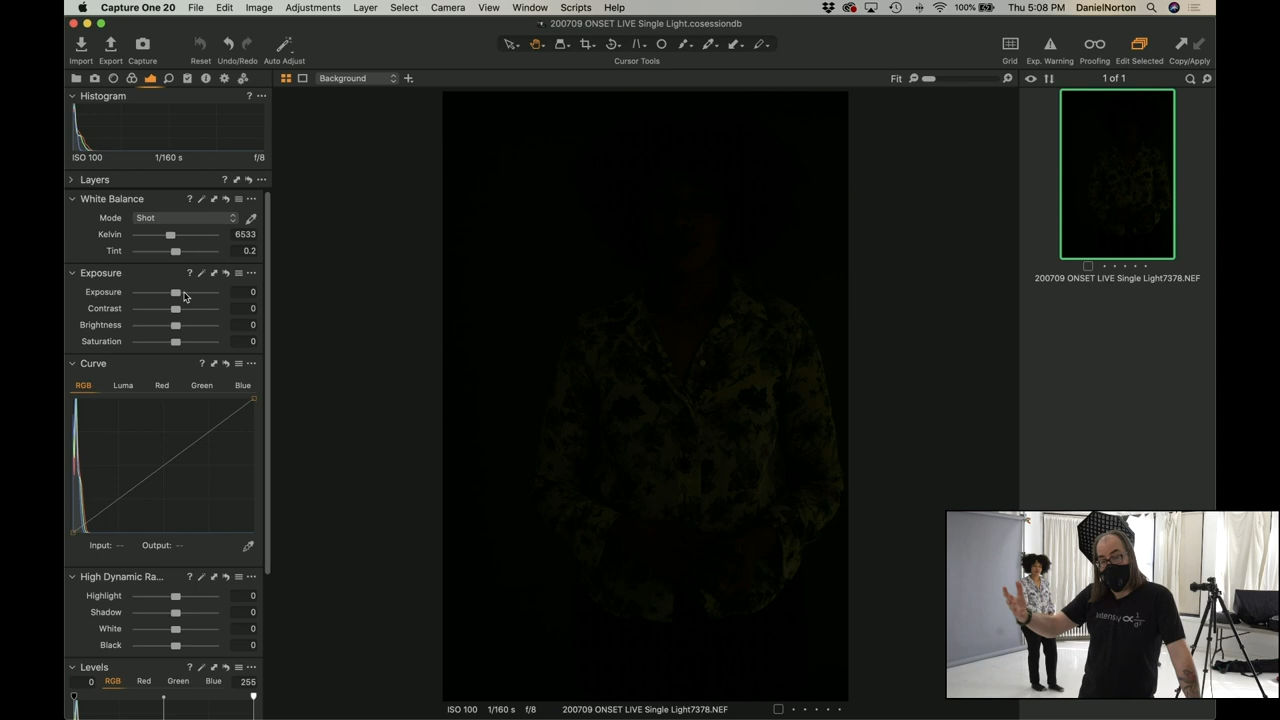 Capture One 20 File Edit Image Adjustments Layer Select Correct Camera View Window Scripts Help 100% Thu 5:08 PM DanielNorton
200709 ONSET LIVE Single Light.cosessiondb
Import Export Capture Reset Undo/Redo Auto Adjust Cursor Tools Grid Exp. Warning Proofing Edit Selected Copy/Apply
Background Fit 1 of 1
Histogram ?
ISO 100 1/160 s f/8
Layers ?
White Balance ?
Mode Shot
Kelvin 6533
Tint 0.2
Exposure ?
Exposure 0
Contrast 0
Brightness 0
Saturation 0
Curve ?
RGB Luma Red Green Blue
Input: -- Output: --
High Dynamic Ra... ?
Highlight 0
Shadow 0
White 0
Black 0
Levels ?
0 RGB Red Green Blue 255
ISO 100 1/160 s f/8 200709 ONSET LIVE Single Light7378.NEF
200709 ONSET LIVE Single Light7378.NEF